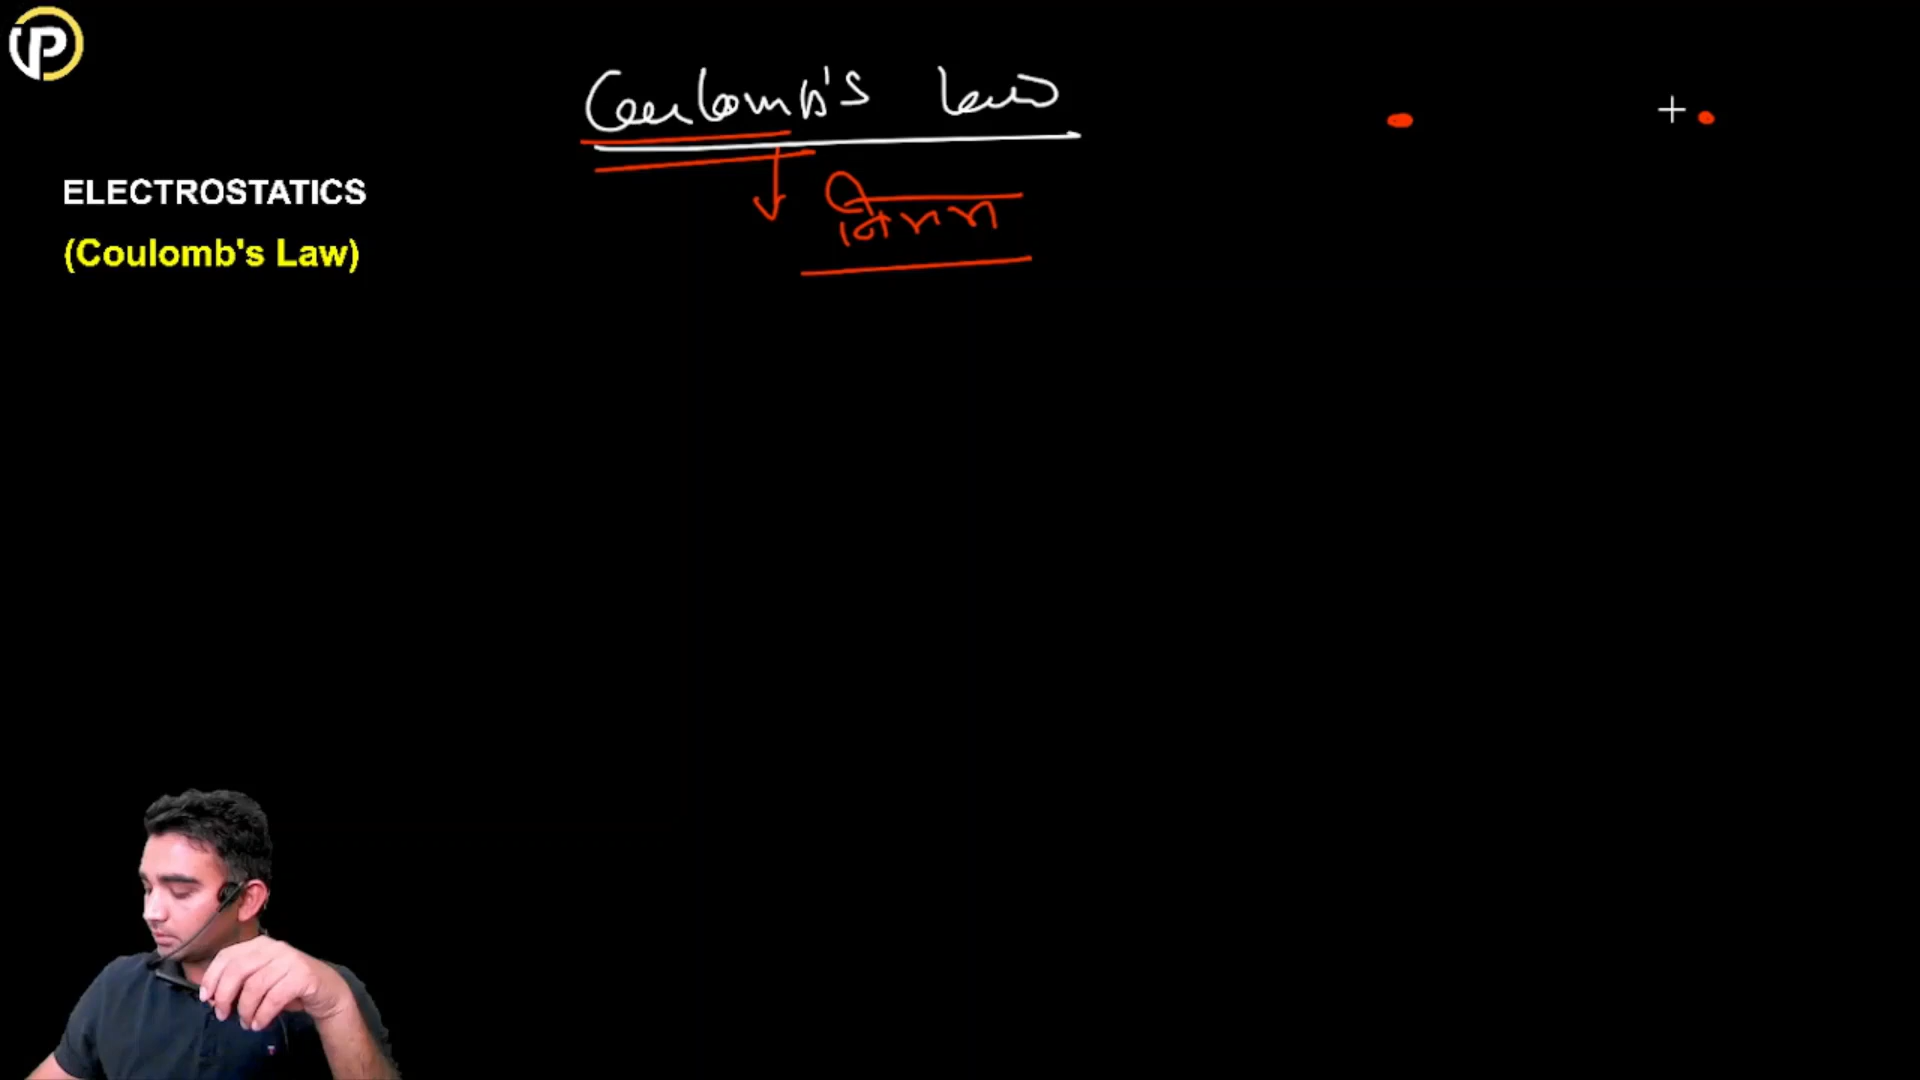 Coulomb's law
नियम
ELECTROSTATICS
(Coulomb's Law)